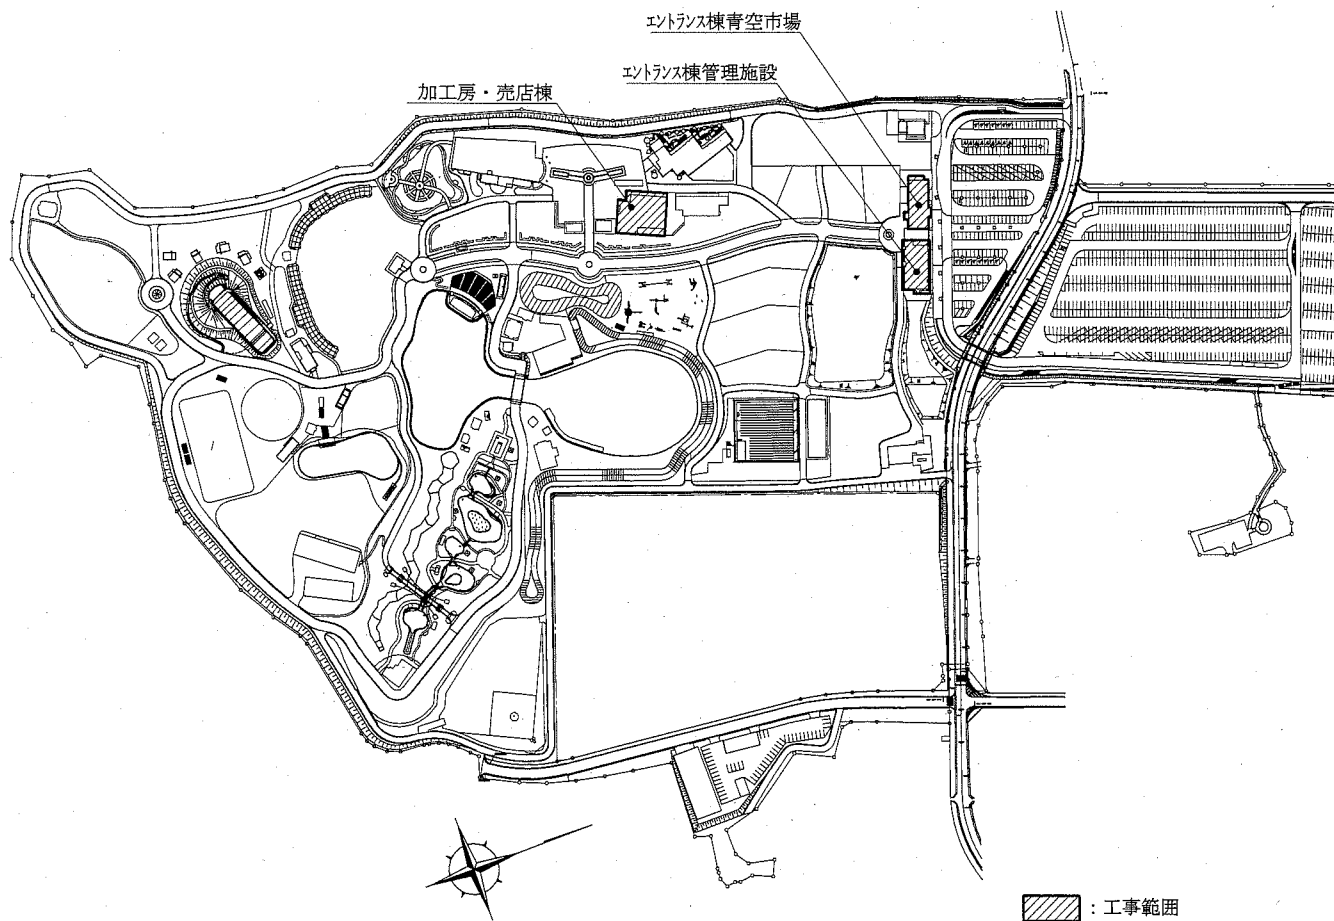 エントランス棟青空市場
エントランス棟管理施設
加工房・売店棟
：工事範囲